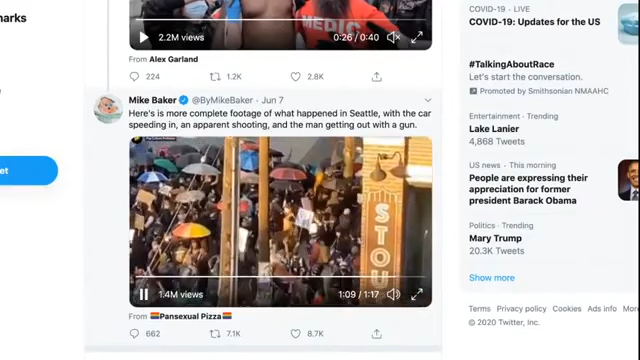 arks
et
MEDIC
2.2M views
0:26 / 0:40
From Alex Garland
224
1.2K
2.8K
Mike Baker @ByMikeBaker · Jun 7
Here's is more complete footage of what happened in Seattle, with the car
speeding in, an apparent shooting, and the man getting out with a gun.
STOU
1.4M views
1:09 / 1:17
From Pansexual Pizza
662
7.1K
8.7K
COVID-19 · LIVE
COVID-19: Updates for the US
#TalkingAboutRace
Let's start the conversation.
Promoted by Smithsonian NMAAHC
Entertainment · Trending
Lake Lanier
4,868 Tweets
US news · This morning
People are expressing their
appreciation for former
president Barack Obama
Politics · Trending
Mary Trump
20.3K Tweets
Show more
Terms Privacy policy Cookies Ads info Mor
© 2020 Twitter, Inc.